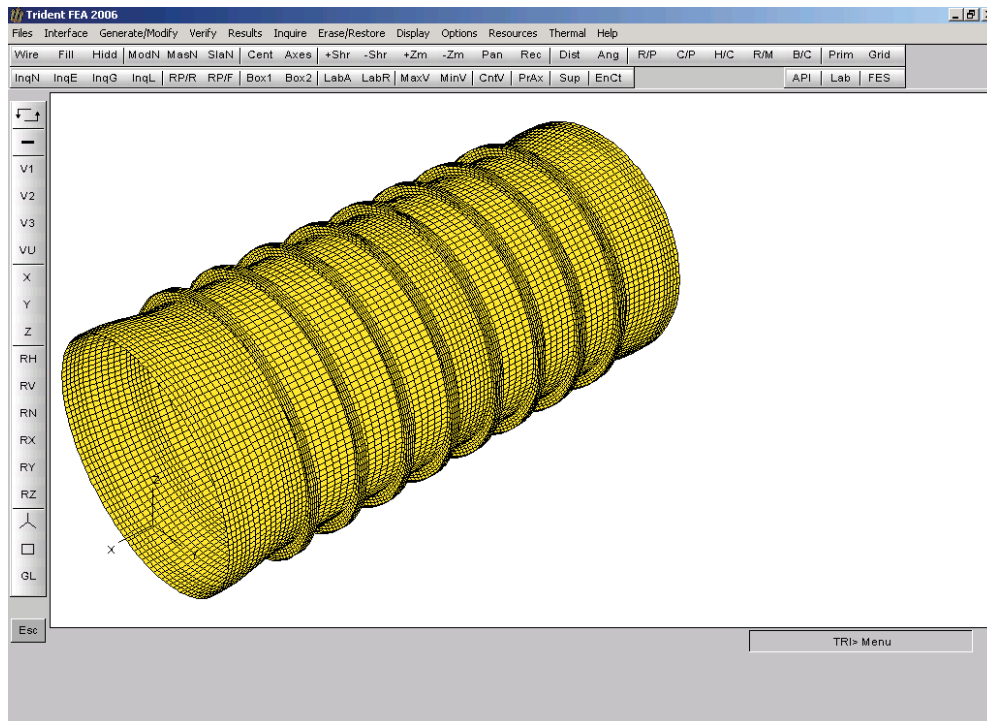 Trident FEA 2006
Files Interface Generate/Modify Verify Results Inquire Erase/Restore Display Options Resources Thermal Help
Wire Fill Hidd ModN MasN SlaN Cent Axes +Shr -Shr +Zm -Zm Pan Rec Dist Ang R/P C/P H/C R/M B/C Prim Grid
InqN InqE InqG InqL RP/R RP/F Box1 Box2 LabA LabR MaxV MinV CntV PrAx Sup EnCt API Lab FES
V1
V2
V3
VU
X
Y
Z
RH
RV
RN
RX
RY
RZ
GL
Esc
Z
X
Y
TRI> Menu